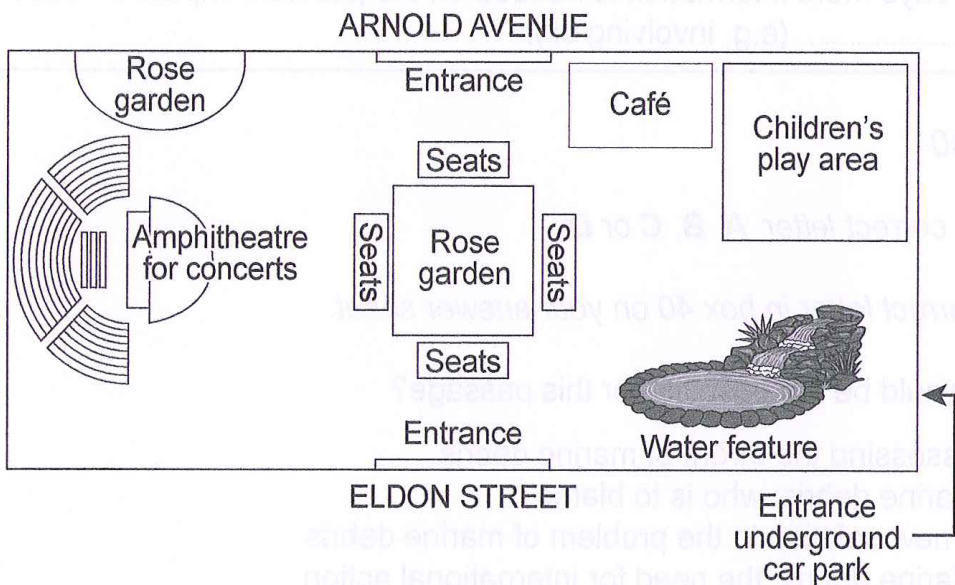 ARNOLD AVENUE
Entrance
Rose
garden
Café
Children's
play area
Seats
Amphitheatre
for concerts
Seats
Rose
garden
Seats
Seats
Entrance
Water feature
ELDON STREET
Entrance
underground
car park